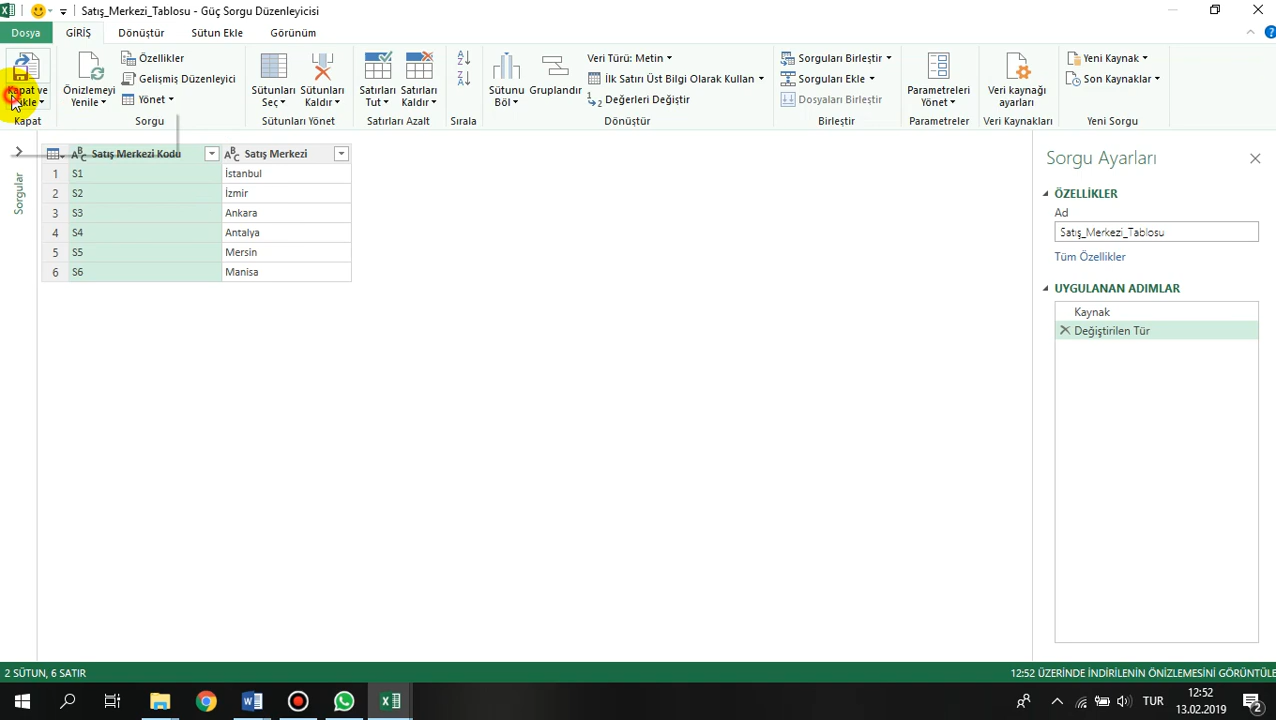 Satış_Merkezi_Tablosu - Güç Sorgu Düzenleyicisi
Dosya GİRİŞ Dönüştür Sütun Ekle Görünüm
Kapat ve
Kapat
Önizlemeyi
Yenile
Özellikler
Gelişmiş Düzenleyici
Yönet
Sorgu
Sütunları
Seç
Sütunları
Kaldır
Sütunları Yönet
Satırları
Tut
Satırları
Kaldır
Satırları Azalt
Sırala
Sütunu
Böl
Gruplandır
Veri Türü: Metin
İlk Satırı Üst Bilgi Olarak Kullan
Değerleri Değiştir
Dönüştür
Sorguları Birleştir
Sorguları Ekle
Dosyaları Birleştir
Birleştir
Parametreleri
Yönet
Parametreler
Veri kaynağı
ayarları
Veri Kaynakları
Yeni Kaynak
Son Kaynaklar
Yeni Sorgu
Sorgular
Satış Merkezi Kodu Satış Merkezi
1 S1 İstanbul
2 S2 İzmir
3 S3 Ankara
4 S4 Antalya
5 S5 Mersin
6 S6 Manisa
Sorgu Ayarları
ÖZELLİKLER
Ad
Satış_Merkezi_Tablosu
Tüm Özellikler
UYGULANAN ADIMLAR
Kaynak
Değiştirilen Tür
2 SÜTUN, 6 SATIR
12:52 ÜZERİNDE İNDİRİLEN ÖNİZLEMESİNİ GÖRÜNTÜLE
TUR
12:52
13.02.2019
2